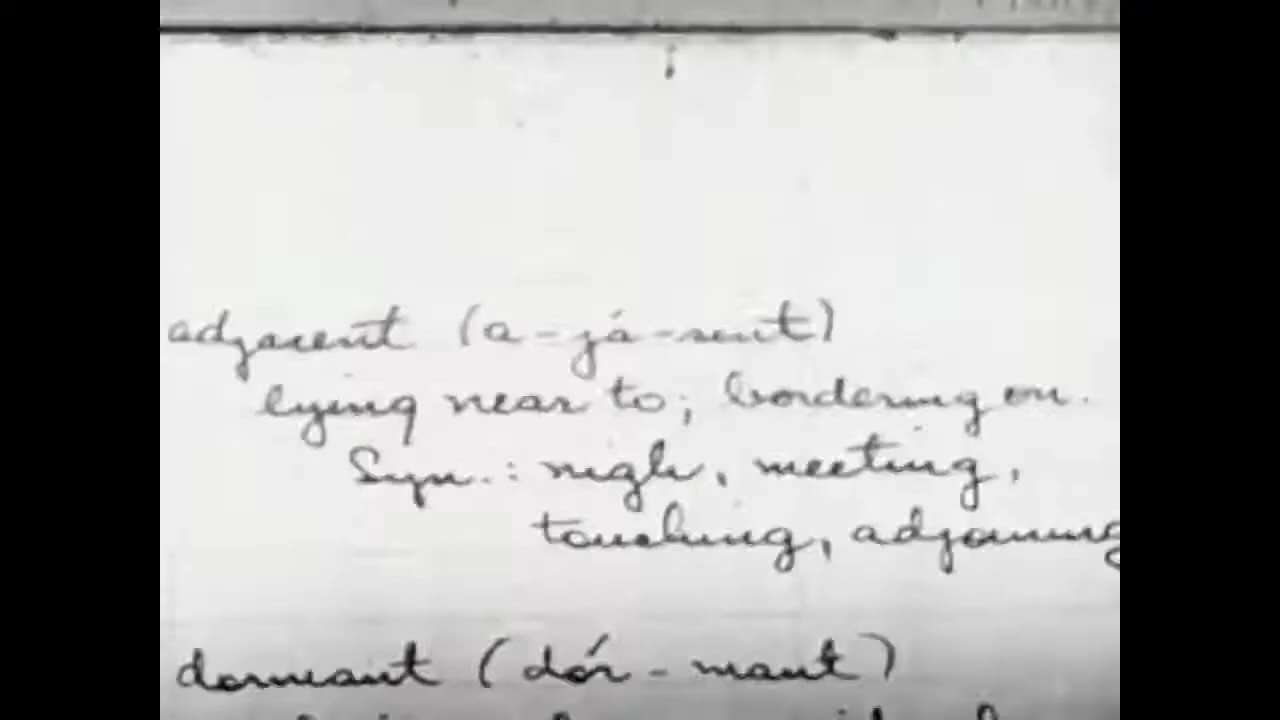 adjacent (a-já-sent)
lying near to; bordering on.
Syn.: nigh, meeting,
touching, adjoining
dormant (dór-mant)